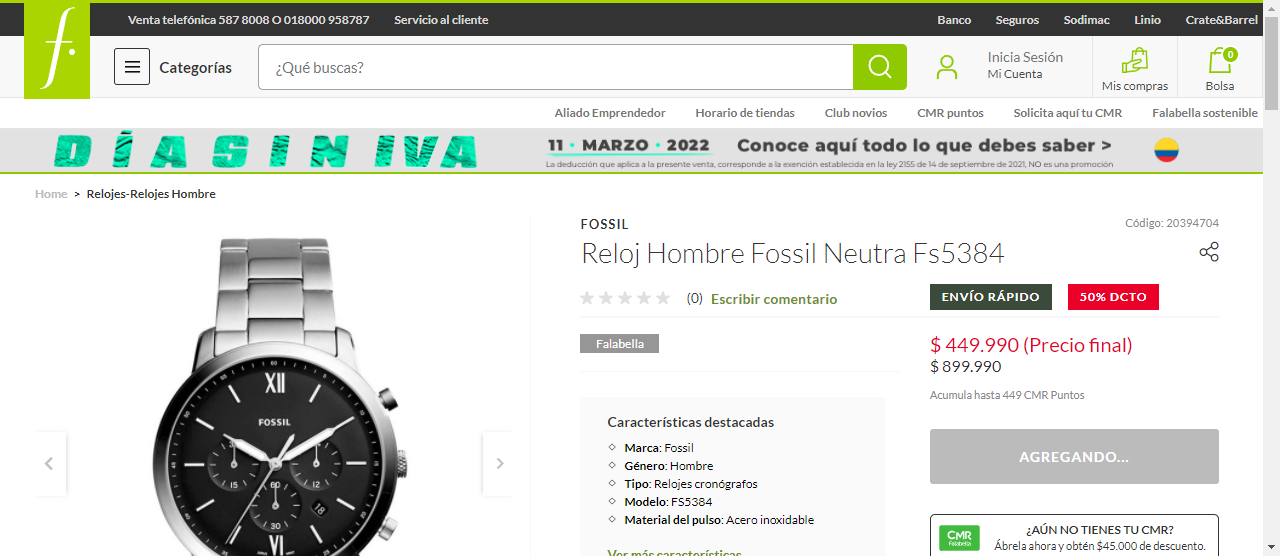 Venta telefónica 587 8008 O 018000 958787 Servicio al cliente Banco Seguros Sodimac Linio Crate&Barrel
f.
Categorías ¿Qué buscas? Inicia Sesión
Mi Cuenta
Mis compras
0
Bolsa
Aliado Emprendedor Horario de tiendas Club novios CMR puntos Solicita aquí tu CMR Falabella sostenible
DÍAS SIN IVA
11 • MARZO • 2022 Conoce aquí todo lo que debes saber >
La deducción que aplica a la presente venta, corresponde a la exención establecida en la ley 2155 de 14 de septiembre de 2021, NO es una promoción
Home > Relojes-Relojes Hombre
FOSSIL
Código: 20394704
Reloj Hombre Fossil Neutra Fs5384
(0) Escribir comentario
ENVÍO RÁPIDO 50% DCTO
Falabella
$ 449.990 (Precio final)
$ 899.990
Acumula hasta 449 CMR Puntos
Características destacadas
Marca: Fossil
Género: Hombre
Tipo: Relojes cronógrafos
Modelo: FS5384
Material del pulso: Acero inoxidable
Ver más características
AGREGANDO...
CMR
Falabella
¿AÚN NO TIENES TU CMR?
Ábrela ahora y obtén $45.000 de descuento.
60
XII
FOSSIL
15
15
60
30
18